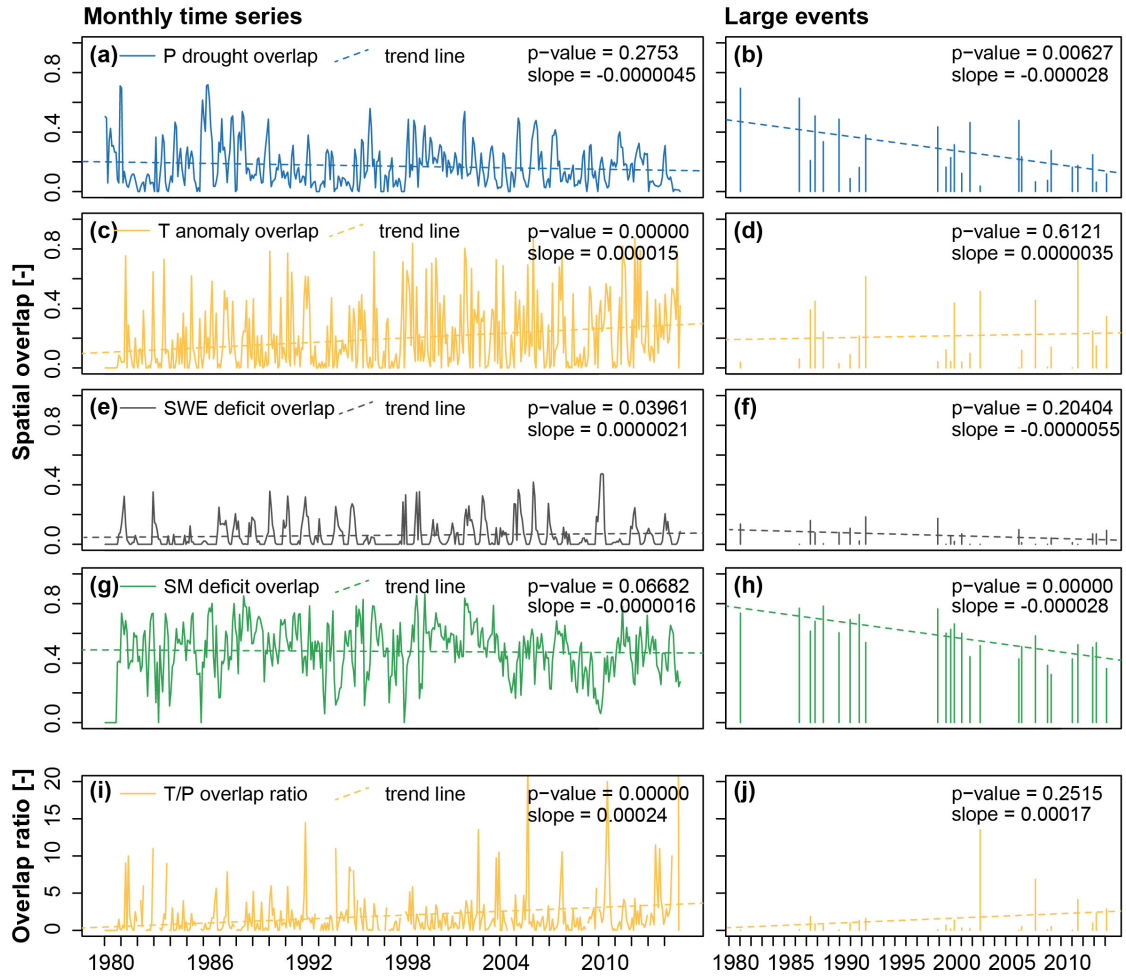 Monthly time series
Large events
(a) P drought overlap trend line p−value = 0.2753
slope = -0.0000045
(b) p−value = 0.00627
slope = -0.000028
0.0 0.4 0.8
(c) T anomaly overlap trend line p−value = 0.00000
slope = 0.000015
(d) p−value = 0.6121
slope = 0.0000035
0.0 0.4 0.8
Spatial overlap [-]
(e) SWE deficit overlap trend line p−value = 0.03961
slope = 0.0000021
(f) p−value = 0.20404
slope = -0.0000055
0.0 0.4 0.8
(g) SM deficit overlap trend line p−value = 0.06682
slope = -0.0000016
(h) p−value = 0.00000
slope = -0.000028
0.0 0.4 0.8
(i) T/P overlap ratio trend line p−value = 0.00000
slope = 0.00024
(j) p−value = 0.2515
slope = 0.00017
Overlap ratio [-]
20
15
10
5
0
1980 1986 1992 1998 2004 2010
1980 1985 1990 1995 2000 2005 2010